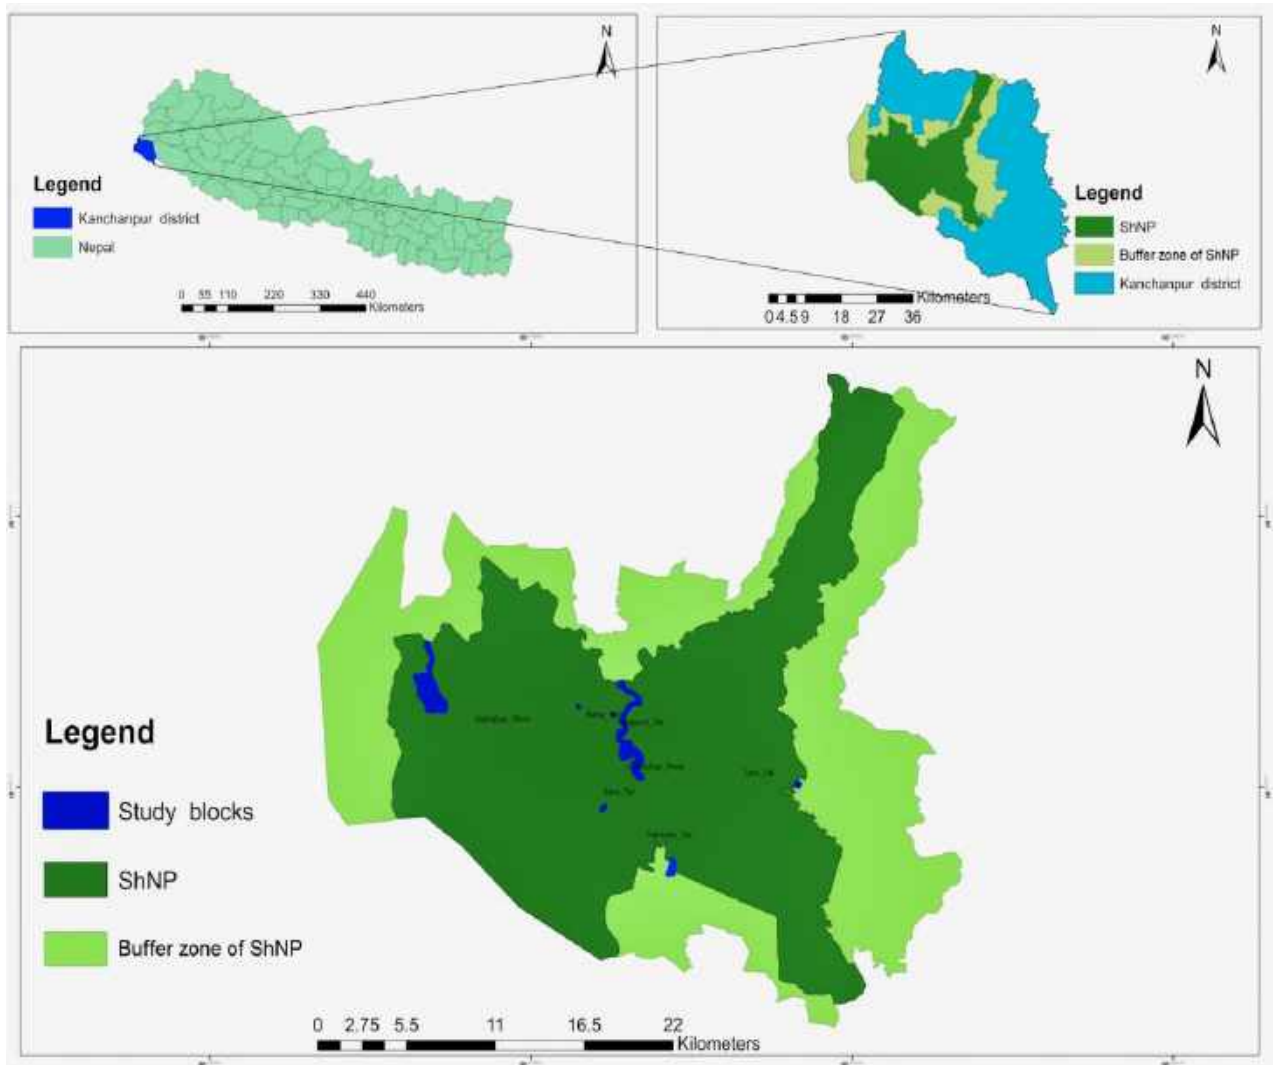 N
Legend
Kanchanpur district
Nepal
0 55 110 220 330 440
Kilometers
N
Legend
ShNP
Buffer zone of ShNP
Kanchanpur district
Kilometers
0 4.5 9 18 27 36
N
Legend
Study blocks
ShNP
Buffer zone of ShNP
0 2.75 5.5 11 16.5 22
Kilometers